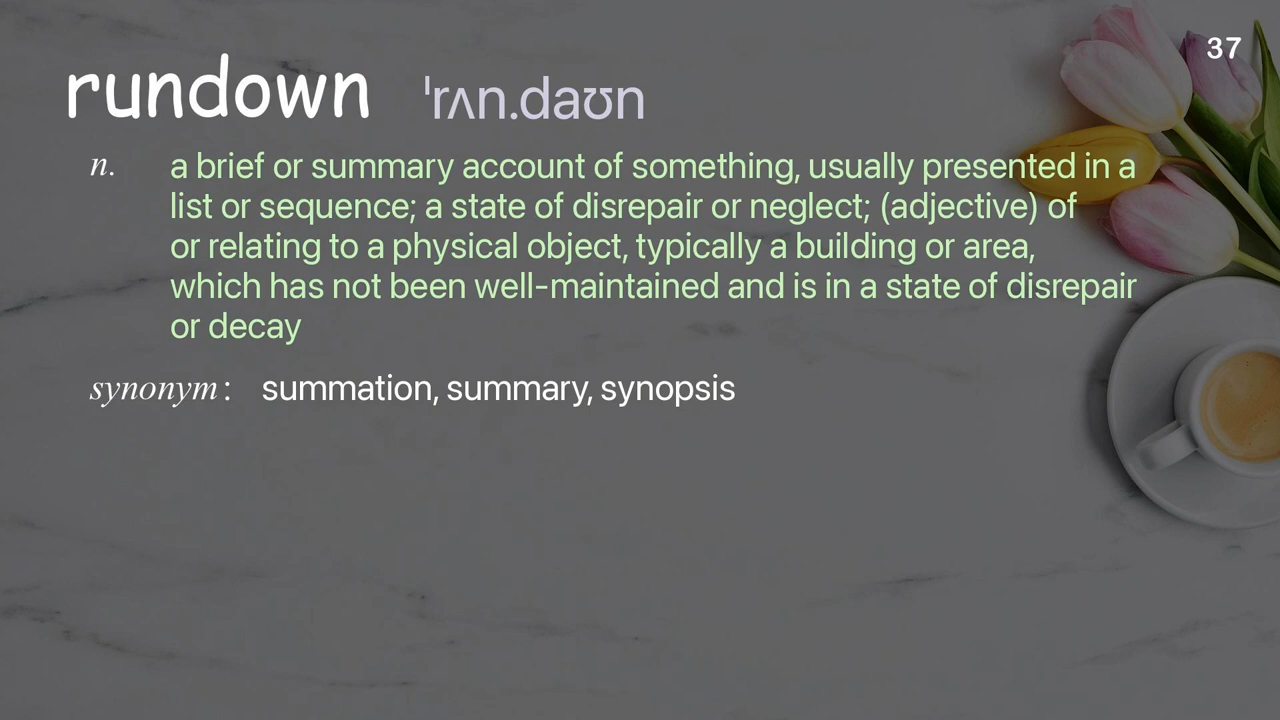 37
rundown ˈrʌn.daʊn
n. a brief or summary account of something, usually presented in a
list or sequence; a state of disrepair or neglect; (adjective) of
or relating to a physical object, typically a building or area,
which has not been well-maintained and is in a state of disrepair
or decay
synonym: summation, summary, synopsis